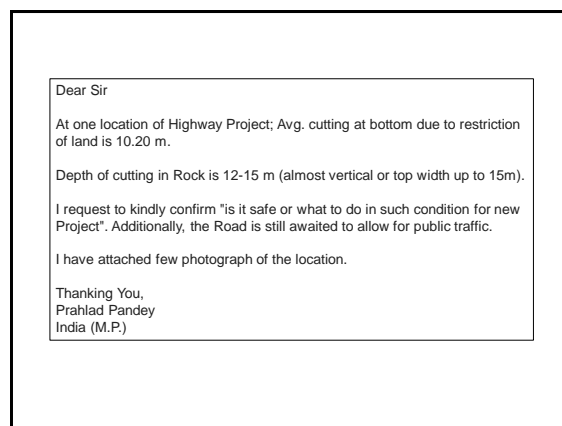 Dear Sir
At one location of Highway Project; Avg. cutting at bottom due to restriction
of land is 10.20 m.
Depth of cutting in Rock is 12-15 m (almost vertical or top width up to 15m).
I request to kindly confirm "is it safe or what to do in such condition for new
Project". Additionally, the Road is still awaited to allow for public traffic.
I have attached few photograph of the location.
Thanking You,
Prahlad Pandey
India (M.P.)